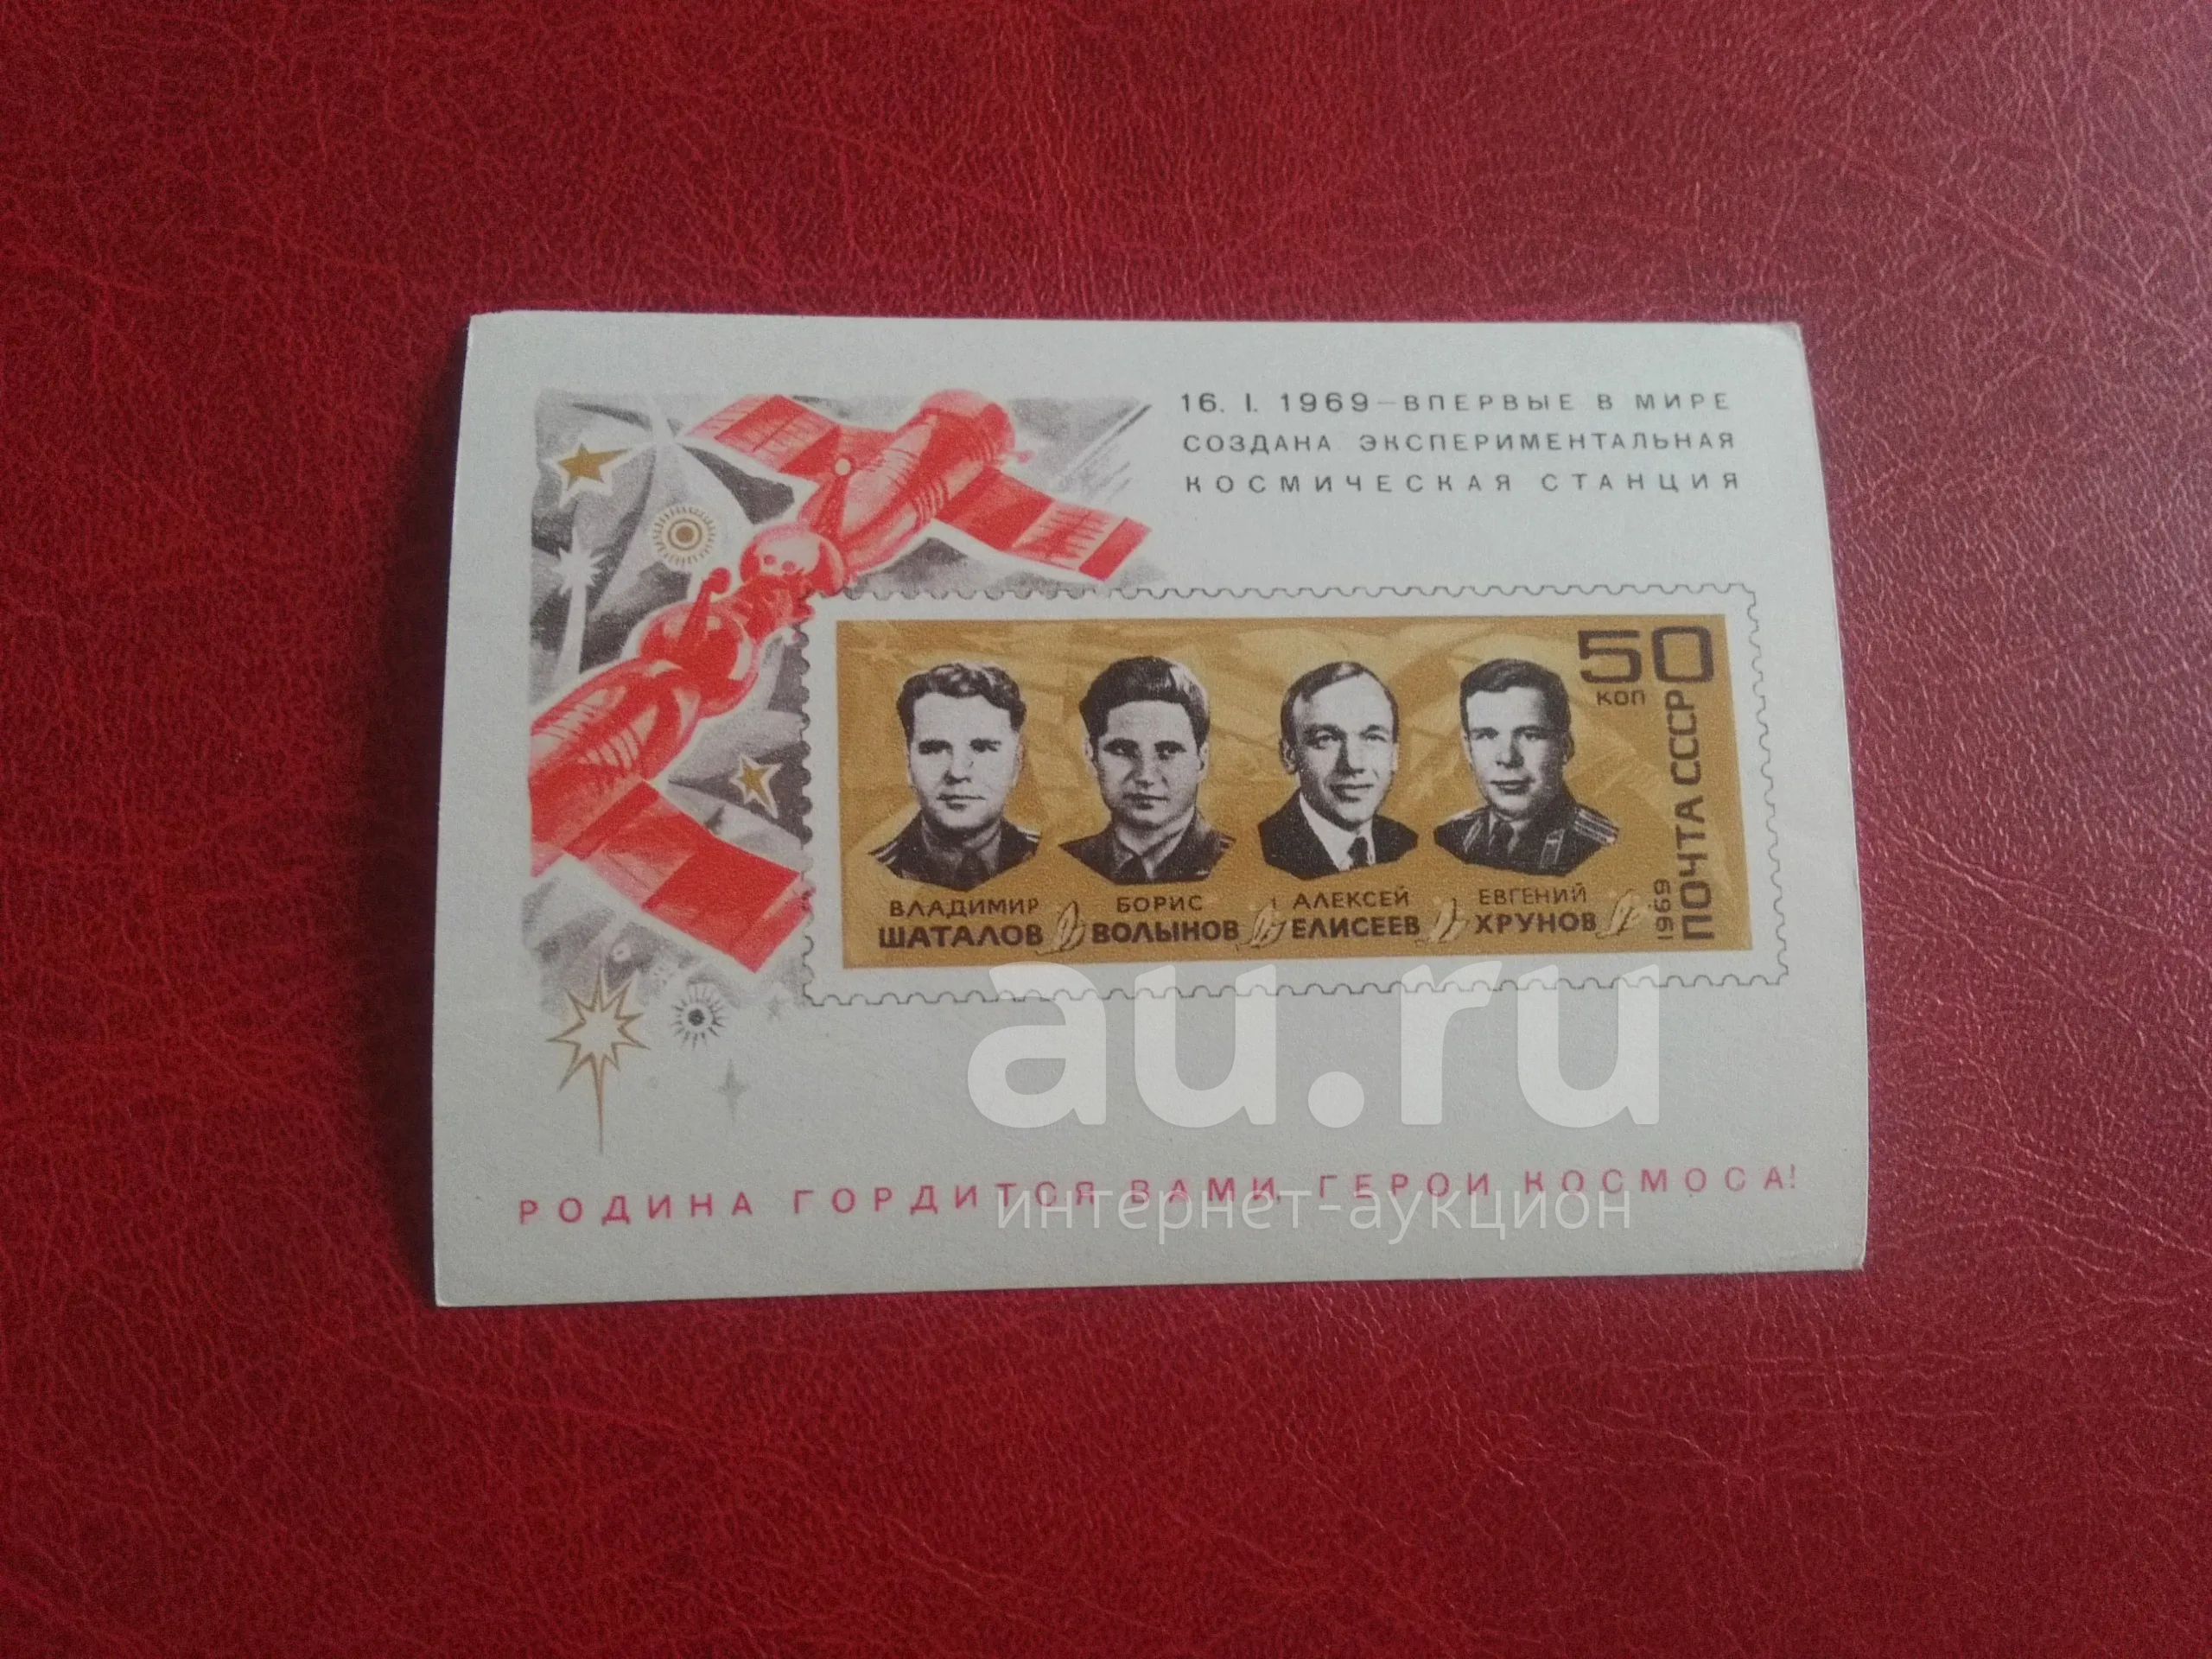 16. I. 1969—ВПЕРВЫЕ В МИРЕ
СОЗДАНА ЭКСПЕРИМЕНТАЛЬНАЯ
КОСМИЧЕСКАЯ СТАНЦИЯ
50
КОП
ПОЧТА СССР
1969
ВЛАДИМИР
ШАТАЛОВ
БОРИС
ВОЛЫНОВ
АЛЕКСЕЙ
ЕЛИСЕЕВ
ЕВГЕНИЙ
ХРУНОВ
au.ru
РОДИНА ГОРДИТСЯ ВАМИ, ГЕРОИ КОСМОСА!
интернет-аукцион